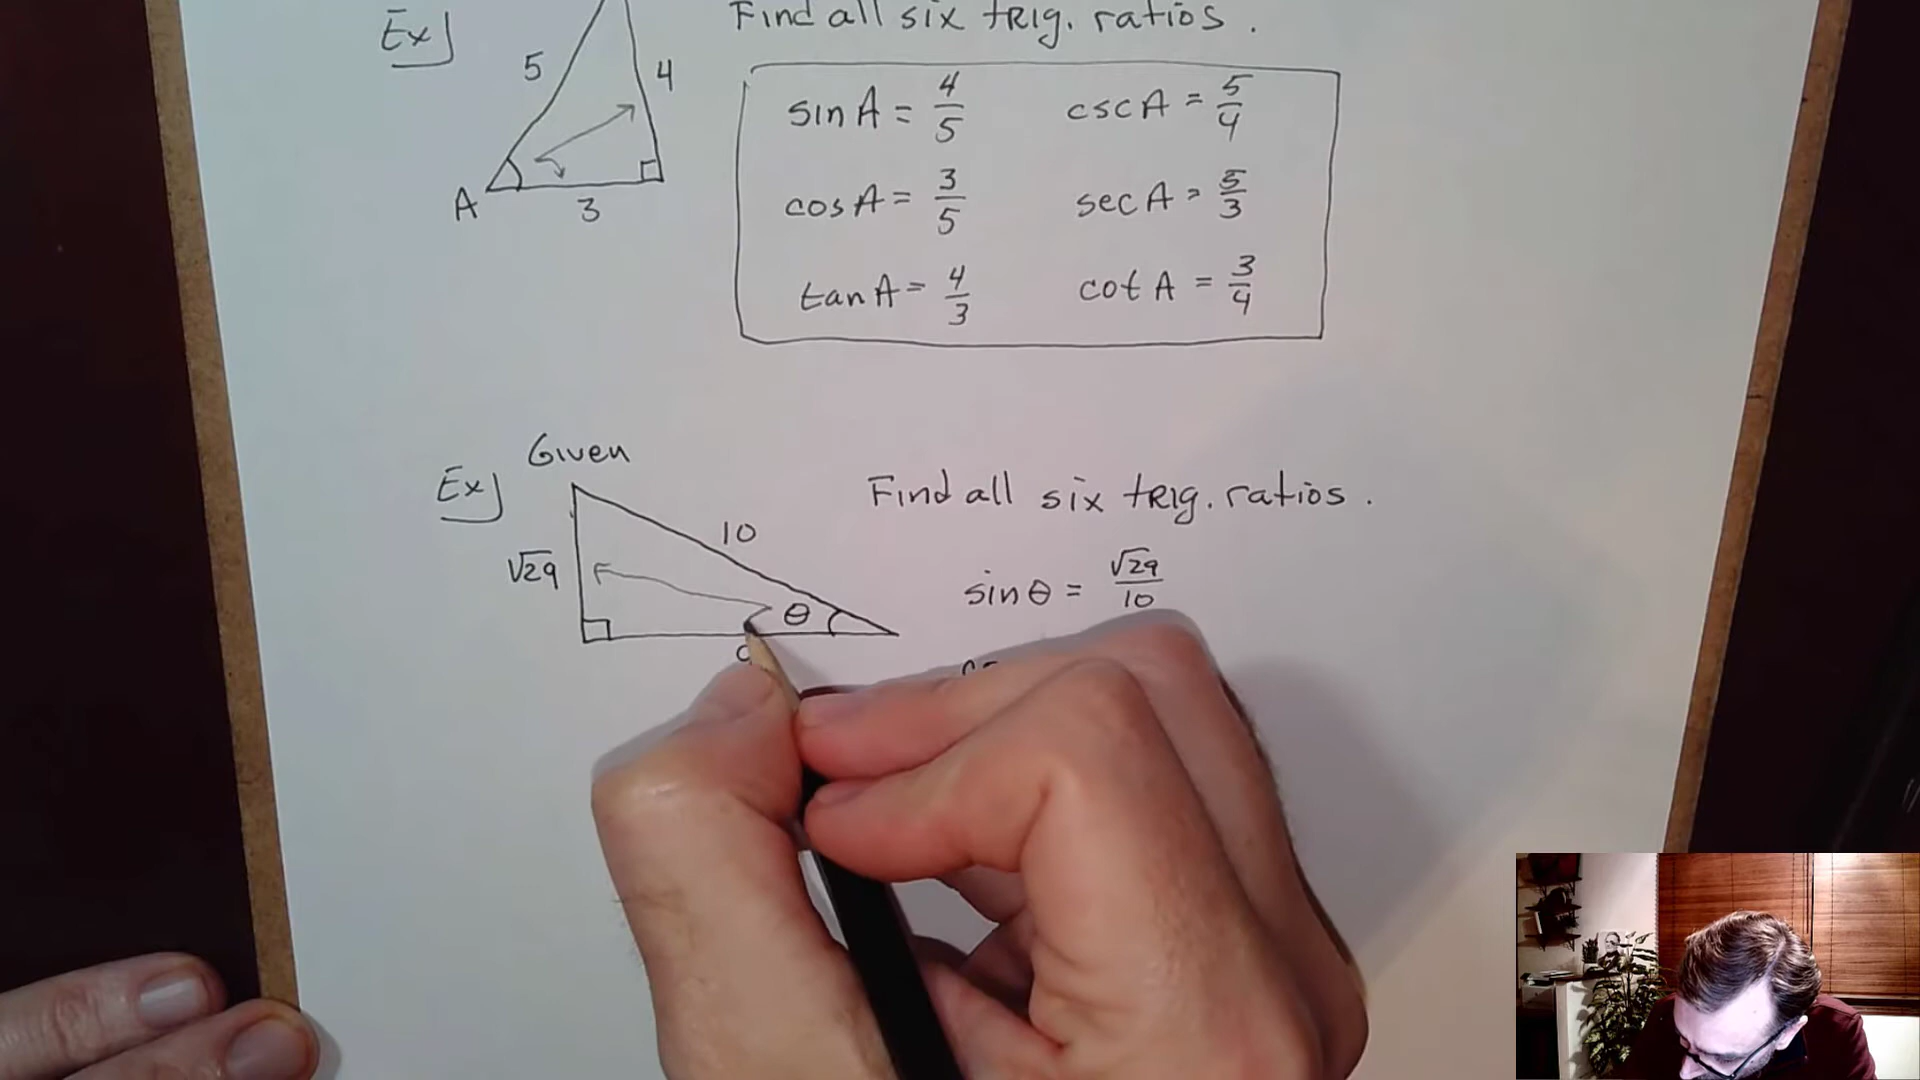 Ex] Find all six trig. ratios.
5 4
A 3
sin A = 4/5 csc A = 5/4
cos A = 3/5 sec A = 5/3
tan A = 4/3 cot A = 3/4
Given
Ex] Find all six trig. ratios.
10
√29
θ
sin θ = √29/10